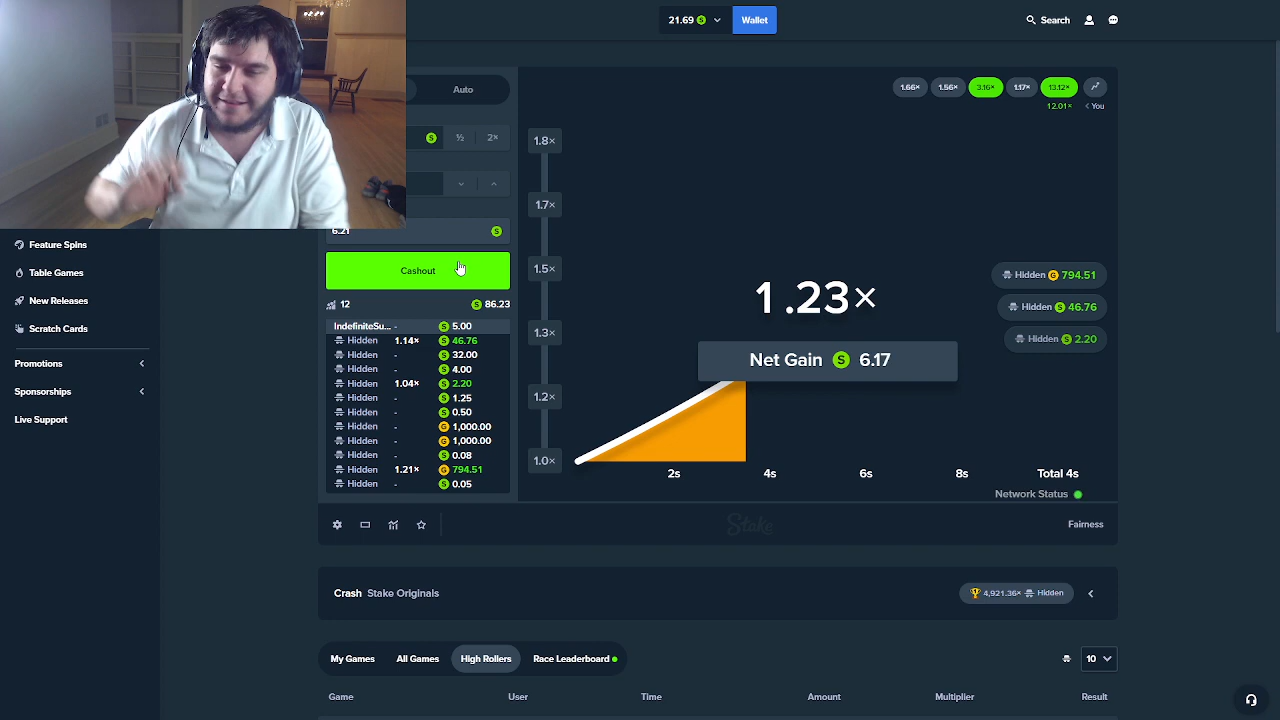 21.69
Wallet
Search
Auto
½
2×
1.66×
1.56×
3.16×
1.17×
13.12×
12.01×
You
6.21
Feature Spins
Table Games
New Releases
Scratch Cards
Promotions
Sponsorships
Live Support
Cashout
12 S 86.23
IndefiniteSu... - S 5.00
Hidden 1.14× S 46.76
Hidden - S 32.00
Hidden - S 4.00
Hidden 1.04× S 2.20
Hidden - S 1.25
Hidden - S 0.50
Hidden - G 1,000.00
Hidden - G 1,000.00
Hidden - S 0.08
Hidden 1.21× G 794.51
Hidden - S 0.05
1.8×
1.7×
1.5×
1.3×
1.2×
1.0×
1.23×
Net Gain S 6.17
Hidden G 794.51
Hidden S 46.76
Hidden S 2.20
2s 4s 6s 8s Total 4s
Network Status
Stake
Fairness
Crash Stake Originals
4,921.36× Hidden
My Games All Games High Rollers Race Leaderboard
10
Game User Time Amount Multiplier Result